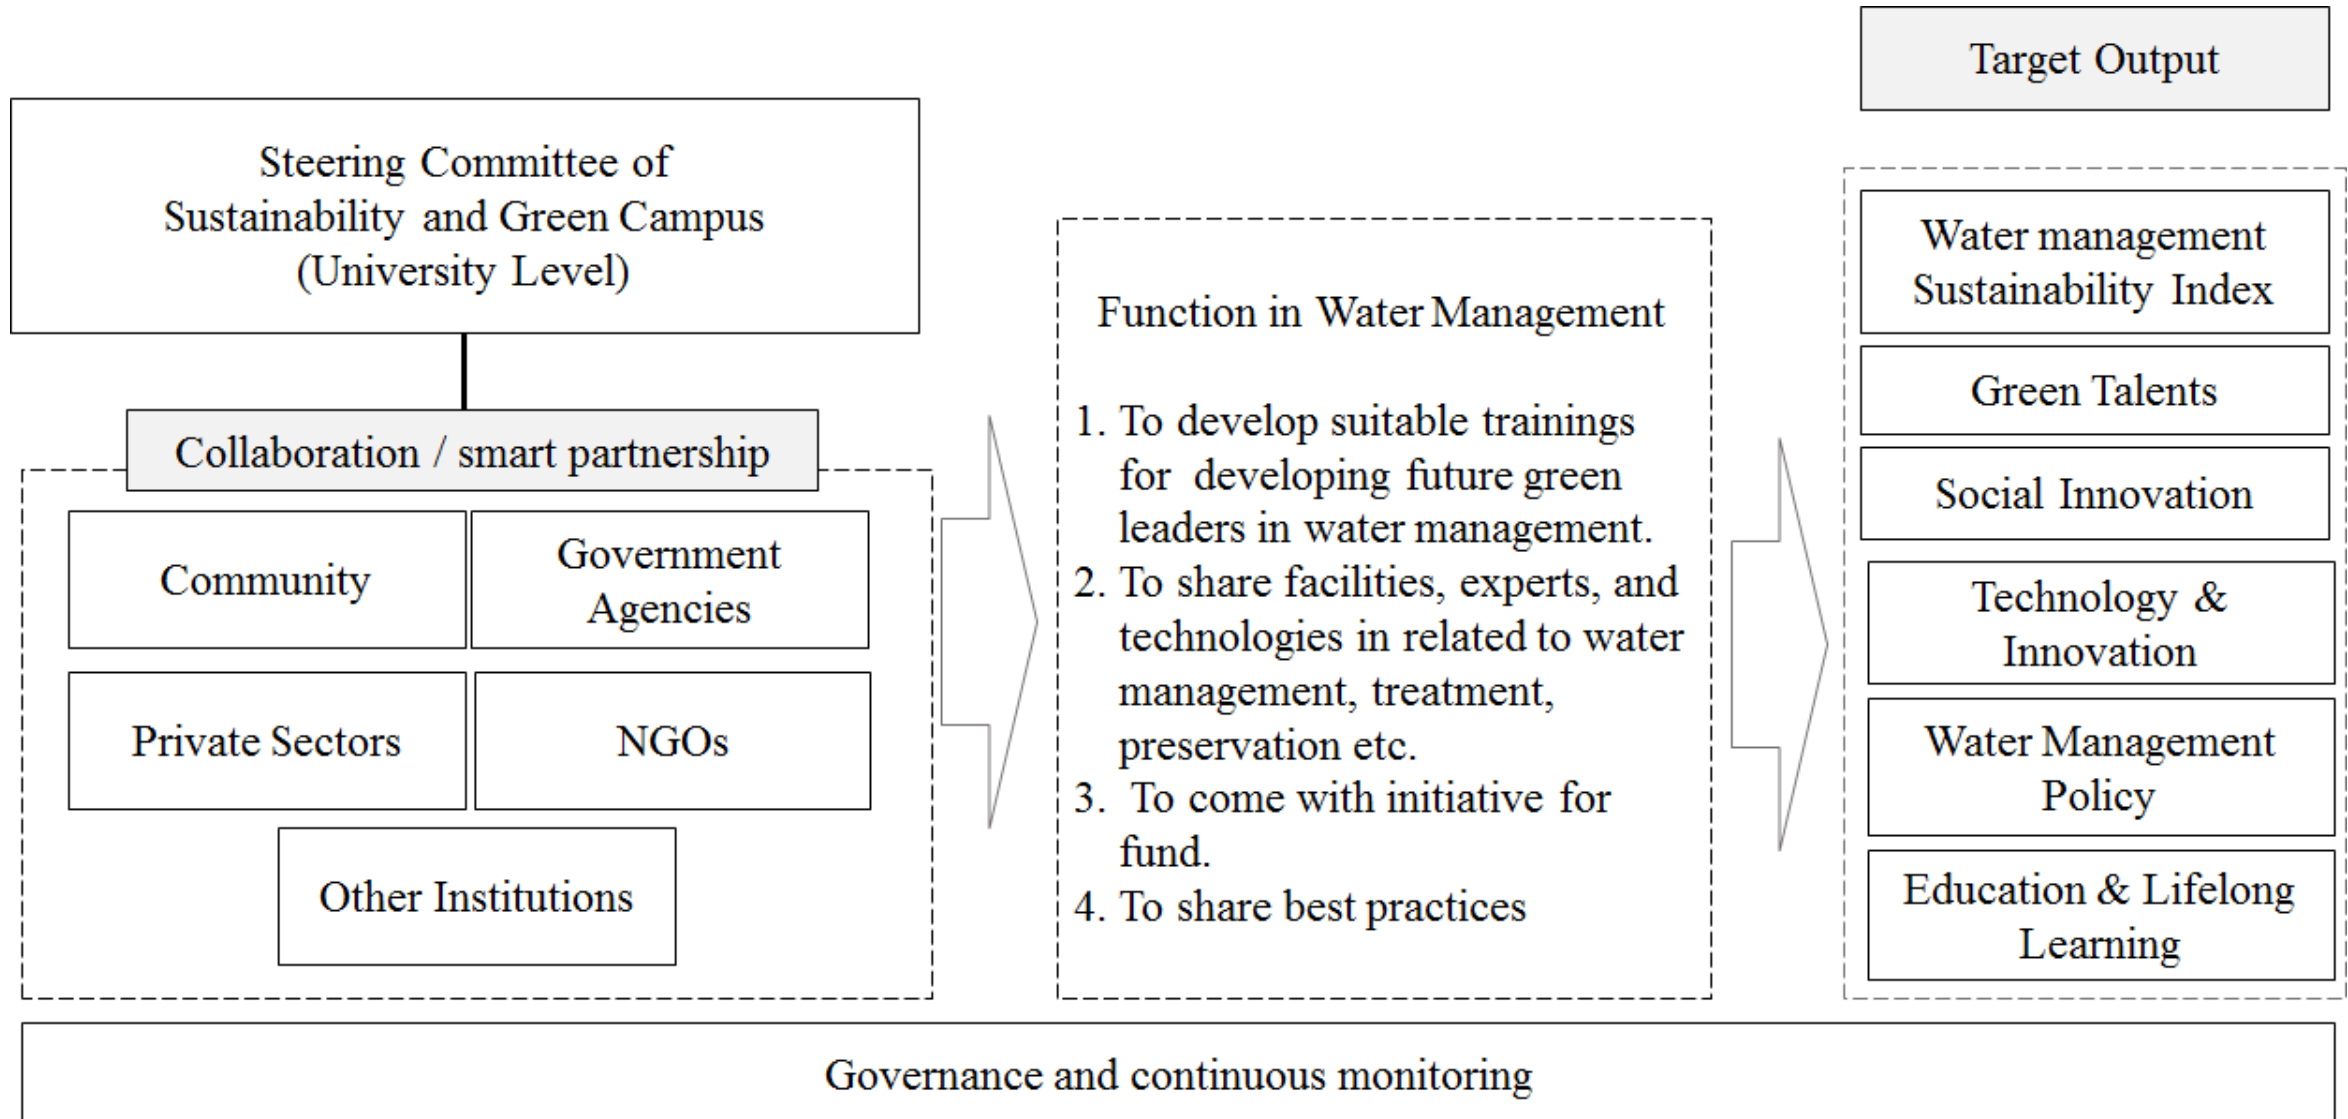 Target Output
Steering Committee of
Sustainability and Green Campus
(University Level)
Collaboration / smart partnership
Community
Government
Agencies
Private Sectors
NGOs
Other Institutions
Function in Water Management
1. To develop suitable trainings
for developing future green
leaders in water management.
2. To share facilities, experts, and
technologies in related to water
management, treatment,
preservation etc.
3. To come with initiative for
fund.
4. To share best practices
Water management
Sustainability Index
Green Talents
Social Innovation
Technology &
Innovation
Water Management
Policy
Education & Lifelong
Learning
Governance and continuous monitoring